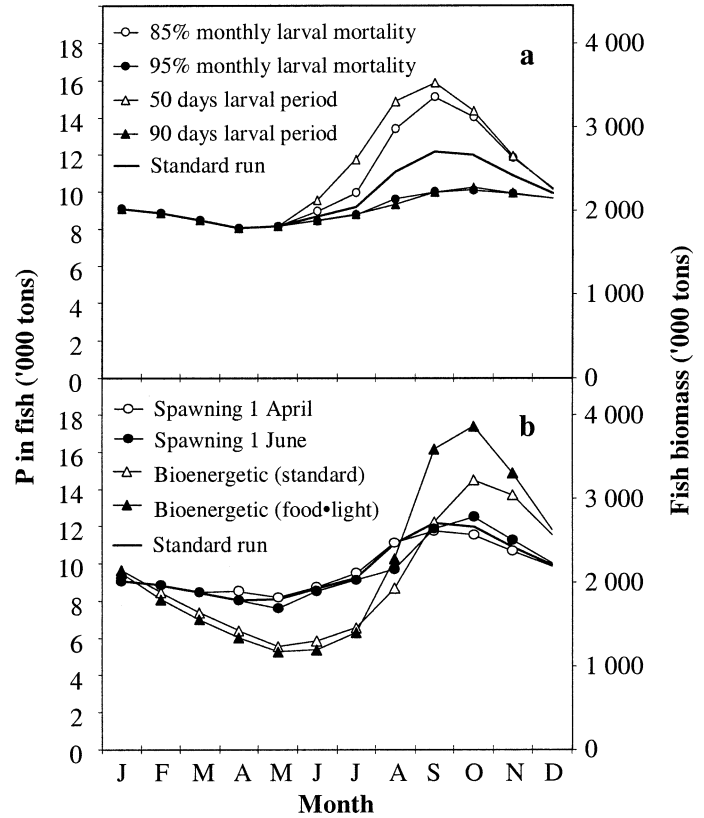 18
16
14
12
10
8
6
4
2
0
85% monthly larval mortality
95% monthly larval mortality
50 days larval period
90 days larval period
Standard run
a
4 000
3 000
2 000
1 000
0
P in fish ('000 tons)
Fish biomass ('000 tons)
18
16
14
12
10
8
6
4
2
0
Spawning 1 April
Spawning 1 June
Bioenergetic (standard)
Bioenergetic (food•light)
Standard run
b
4 000
3 000
2 000
1 000
0
J F M A M J J A S O N D
Month